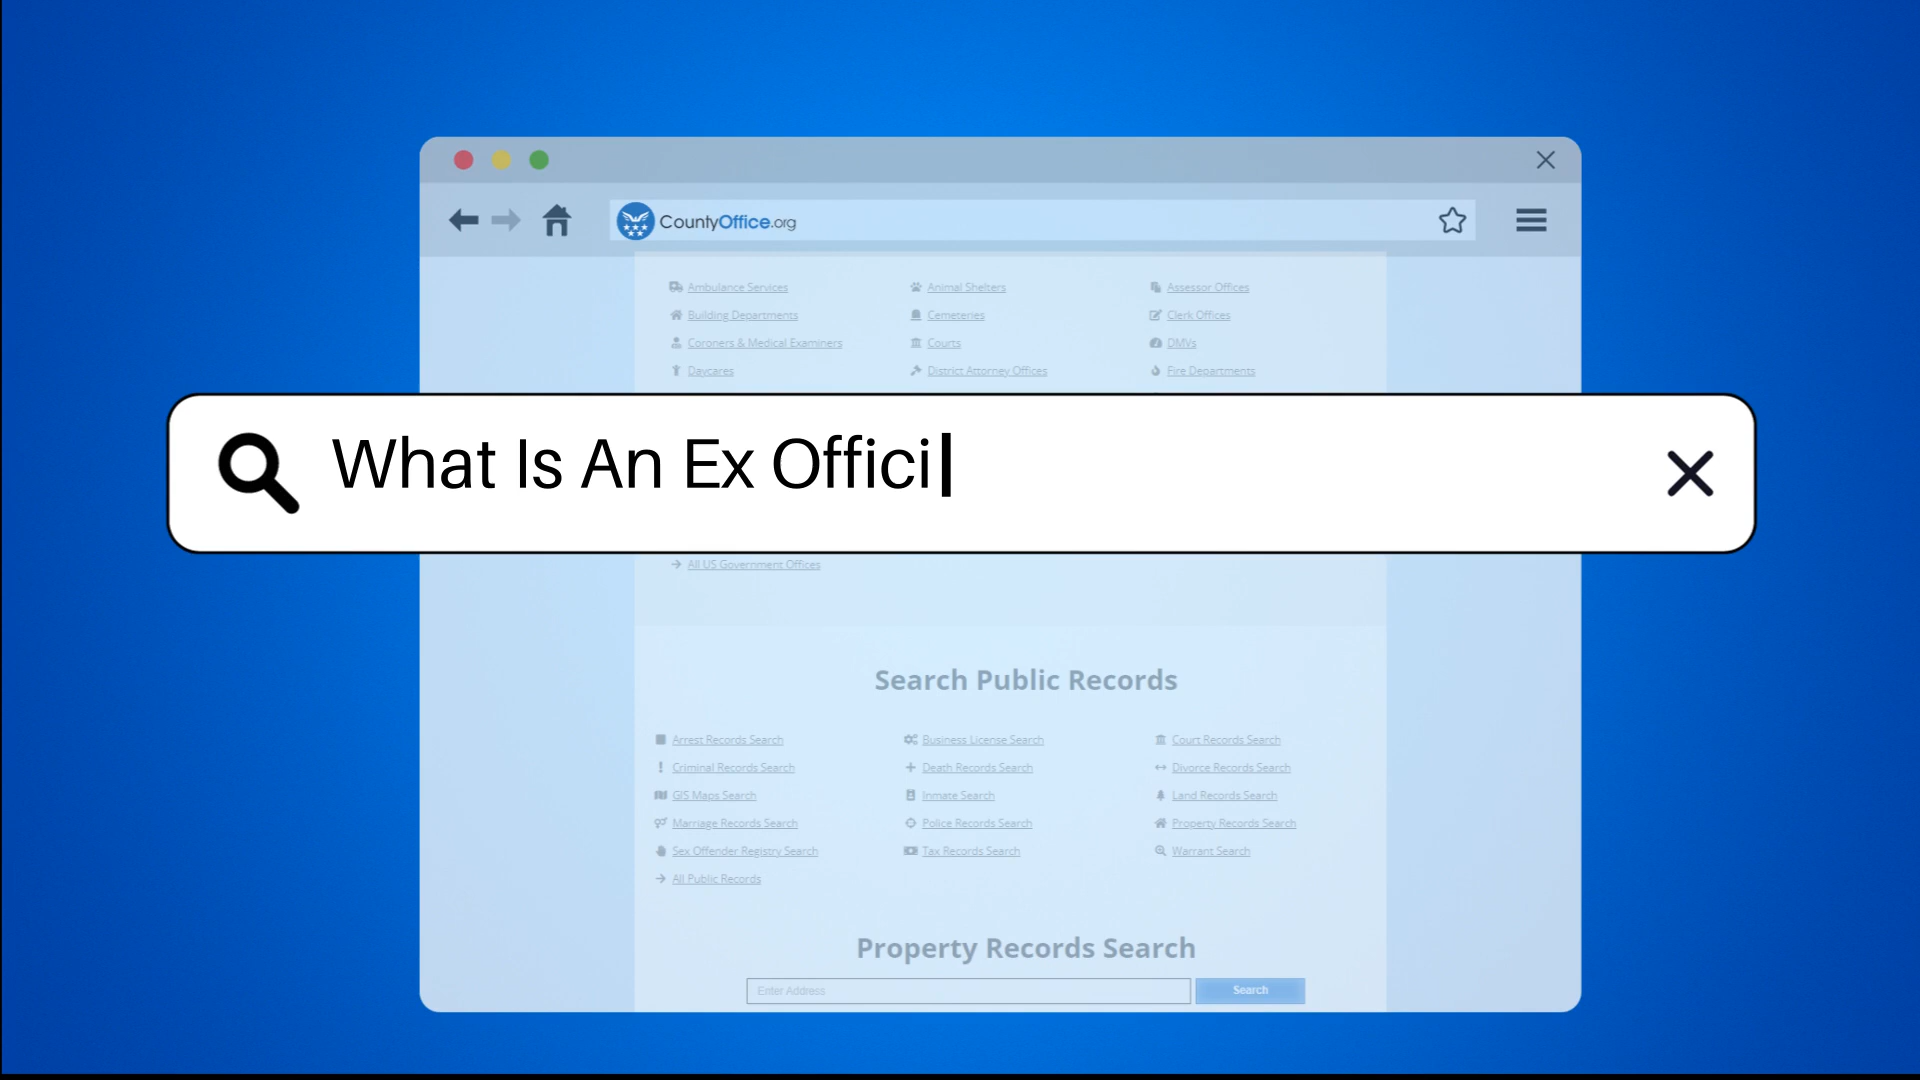 CountyOffice.org
Ambulance Services Animal Shelters Assessor Offices
Building Departments Cemeteries Clerk Offices
Coroners & Medical Examiners Courts DMVs
Daycares District Attorney Offices Fire Departments
What Is An Ex Offici
All US Government Offices
Search Public Records
Arrest Records Search Business License Search Court Records Search
Criminal Records Search Death Records Search Divorce Records Search
GIS Maps Search Inmate Search Land Records Search
Marriage Records Search Police Records Search Property Records Search
Sex Offender Registry Search Tax Records Search Warrant Search
All Public Records
Property Records Search
Enter Address Search